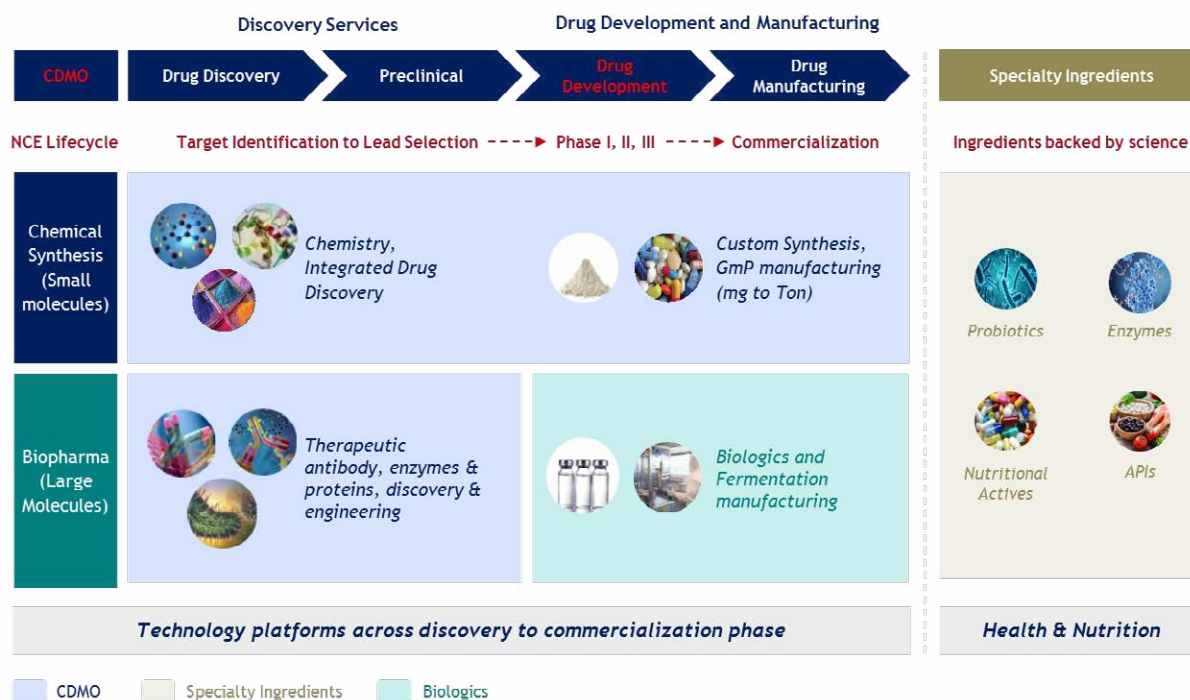 Discovery Services
Drug Development and Manufacturing
CDMO
Drug Discovery
Preclinical
Drug
Development
Drug
Manufacturing
Specialty Ingredients
NCE Lifecycle
Target Identification to Lead Selection
Phase I, II, III
Commercialization
Ingredients backed by science
Chemical
Synthesis
(Small
molecules)
Chemistry,
Integrated Drug
Discovery
Custom Synthesis,
GmP manufacturing
(mg to Ton)
Probiotics
Enzymes
Biopharma
(Large
Molecules)
Therapeutic
antibody, enzymes &
proteins, discovery &
engineering
Biologics and
Fermentation
manufacturing
Nutritional
Actives
APIs
Technology platforms across discovery to commercialization phase
Health & Nutrition
CDMO
Specialty Ingredients
Biologics